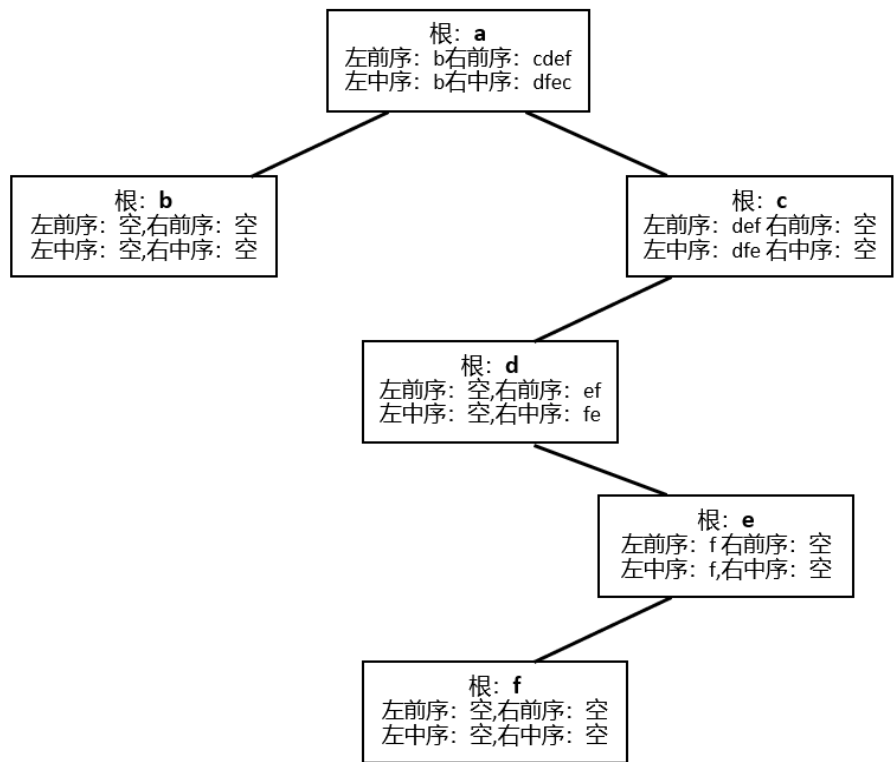 根：a
左前序：b右前序：cdef
左中序：b右中序：dfec
根：b
左前序：空,右前序：空
左中序：空,右中序：空
根：c
左前序：def 右前序：空
左中序：dfe 右中序：空
根：d
左前序：空,右前序：ef
左中序：空,右中序：fe
根：e
左前序：f 右前序：空
左中序：f,右中序：空
根：f
左前序：空,右前序：空
左中序：空,右中序：空